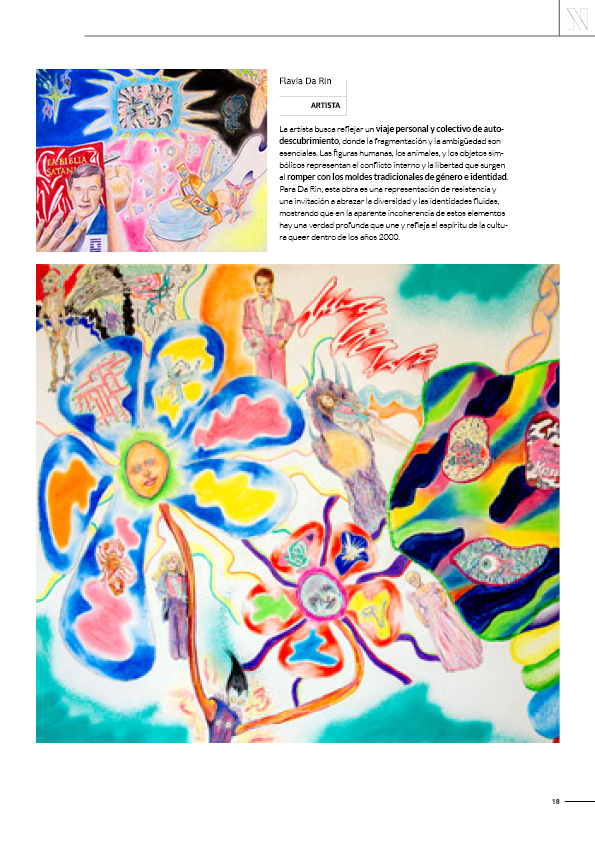 N
Flavia Da Rin
ARTISTA
La artista busca reflejar un viaje personal y colectivo de auto-
descubrimiento, donde la fragmentación y la ambigüedad son
esenciales. Las figuras humanas, los animales, y los objetos sim-
bólicos representan el conflicto interno y la libertad que surgen
al romper con los moldes tradicionales de género e identidad.
Para Da Rin, esta obra es una representación de resistencia y
una invitación a abrazar la diversidad y las identidades fluidas,
mostrando que en la aparente incoherencia de estos elementos
hay una verdad profunda que une y refleja el espíritu de la cultu-
ra queer dentro de los años 2000.
LA BIBLIA
SATAN
18